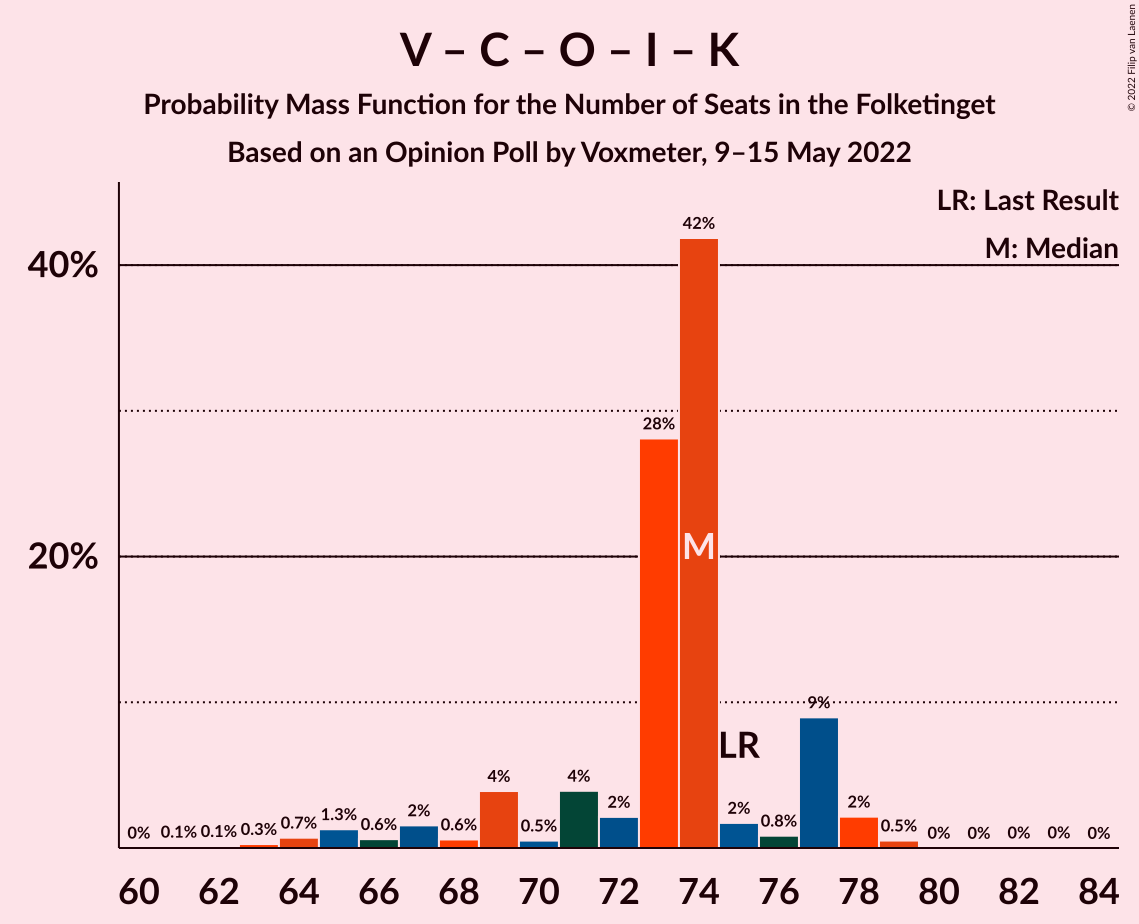 V – C – O – I – K
Probability Mass Function for the Number of Seats in the Folketinget
Based on an Opinion Poll by Voxmeter, 9–15 May 2022
© 2022 Filip van Laenen
LR: Last Result
M: Median
40%
20%
0% 0.1% 0.1% 0.3% 0.7% 1.3% 0.6% 2% 0.6% 4% 0.5% 4% 2% 28% 42% 2% 0.8% 9% 2% 0.5% 0% 0% 0% 0% 0%
M
LR
60 62 64 66 68 70 72 74 76 78 80 82 84